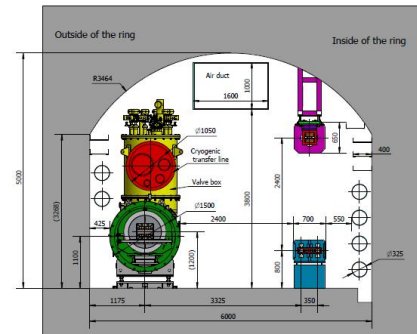 Outside of the ring
Inside of the ring
R3464
Air duct
1000
1600
Ø1050
Cryogenic
transfer line
Valve box
650
400
5000
(3268)
3800
2400
Ø1500
425
2400
700
550
1100
(1200)
800
Ø325
1175
3325
350
6000